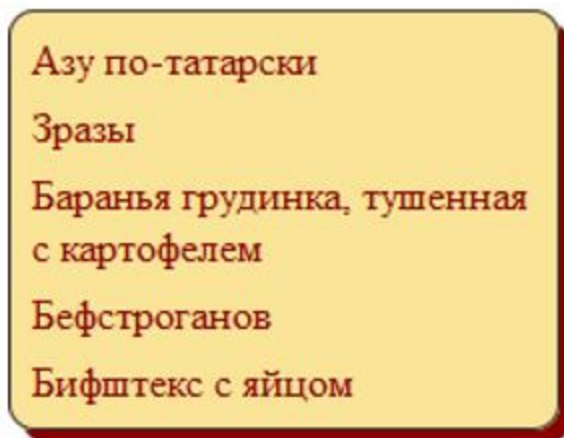 Азу по-татарски
Зразы
Баранья грудинка, тушенная
с картофелем
Бефстроганов
Бифштекс с яйцом